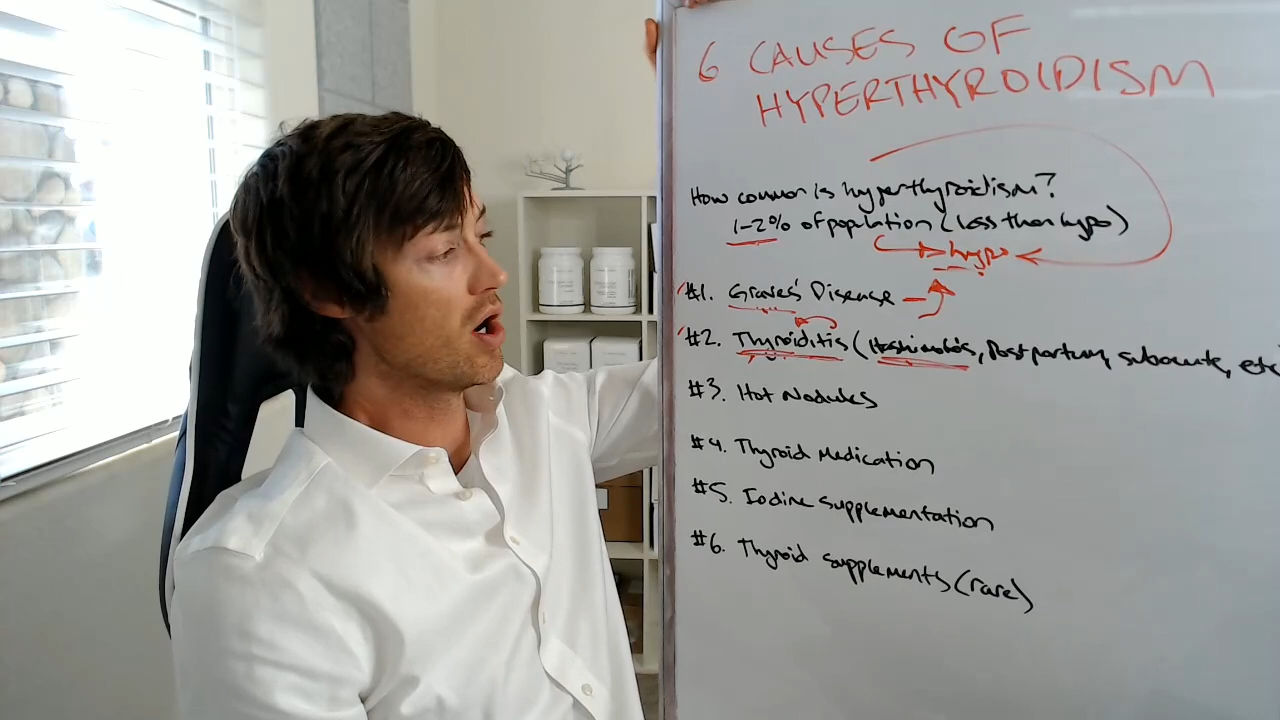 6 CAUSES OF
HYPERTHYROIDISM
How common is hyperthyroidism?
1-2% of population (less than hypo)
hypo
#1. Graves' Disease
#2. Thyroiditis (Hashimoto's, Postpartum, subacute, etc
#3. Hot Nodules
#4. Thyroid Medication
#5. Iodine supplementation
#6. Thyroid supplements (rare)